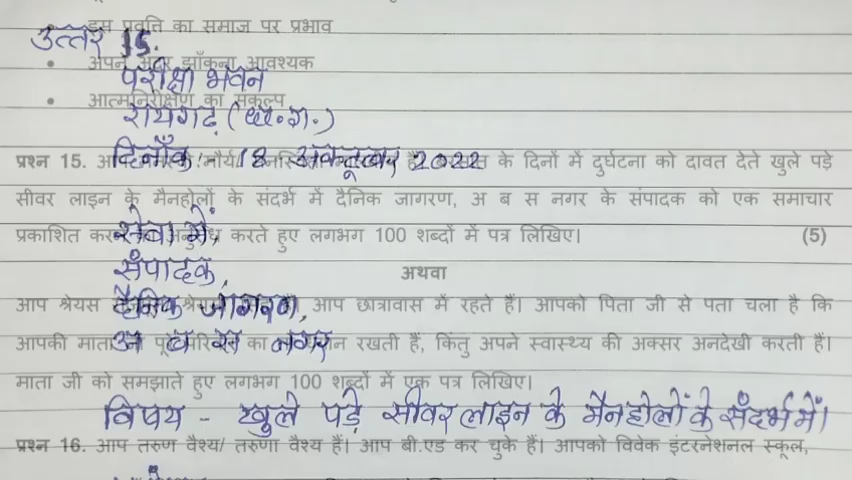 इस प्रवृत्ति का समाज पर प्रभाव
उत्तर 15.
• अपने अंदर झाँकना आवश्यक
परीक्षा भवन
• आत्मनिरीक्षण का संकल्प
रायगढ़ (छ.ग.)
प्रश्न 15. मौर्या के दिनों में दुर्घटना को दावत देते खुले पड़े
दिनाँक :- 18 अक्टूबर 2022
सीवर लाइन के मैनहोलों के संदर्भ में दैनिक जागरण, अ ब स नगर के संपादक को एक समाचार
प्रकाशित करते हुए लगभग 100 शब्दों में पत्र लिखिए। (5)
सेवा में,
संपादक,
अथवा
आप श्रेयस आप छात्रावास में रहते हैं। आपको पिता जी से पता चला है कि
दैनिक जागरण,
आपकी माता का रखती हैं, किंतु अपने स्वास्थ्य की अक्सर अनदेखी करती हैं।
अ ब स नगर
माता जी को समझाते हुए लगभग 100 शब्दों में एक पत्र लिखिए।
विषय - खुले पड़े सीवर लाइन के मैनहोलों के संदर्भ में।
प्रश्न 16. आप तरुण वैश्य/ तरुणा वैश्य हैं। आप बी.एड कर चुके हैं। आपको विवेक इंटरनेशनल स्कूल,